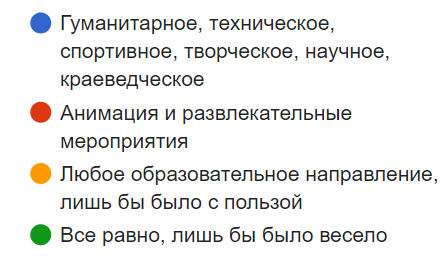 Гуманитарное, техническое,
спортивное, творческое, научное,
краеведческое
Анимация и развлекательные
мероприятия
Любое образовательное направление,
лишь бы было с пользой
Все равно, лишь бы было весело